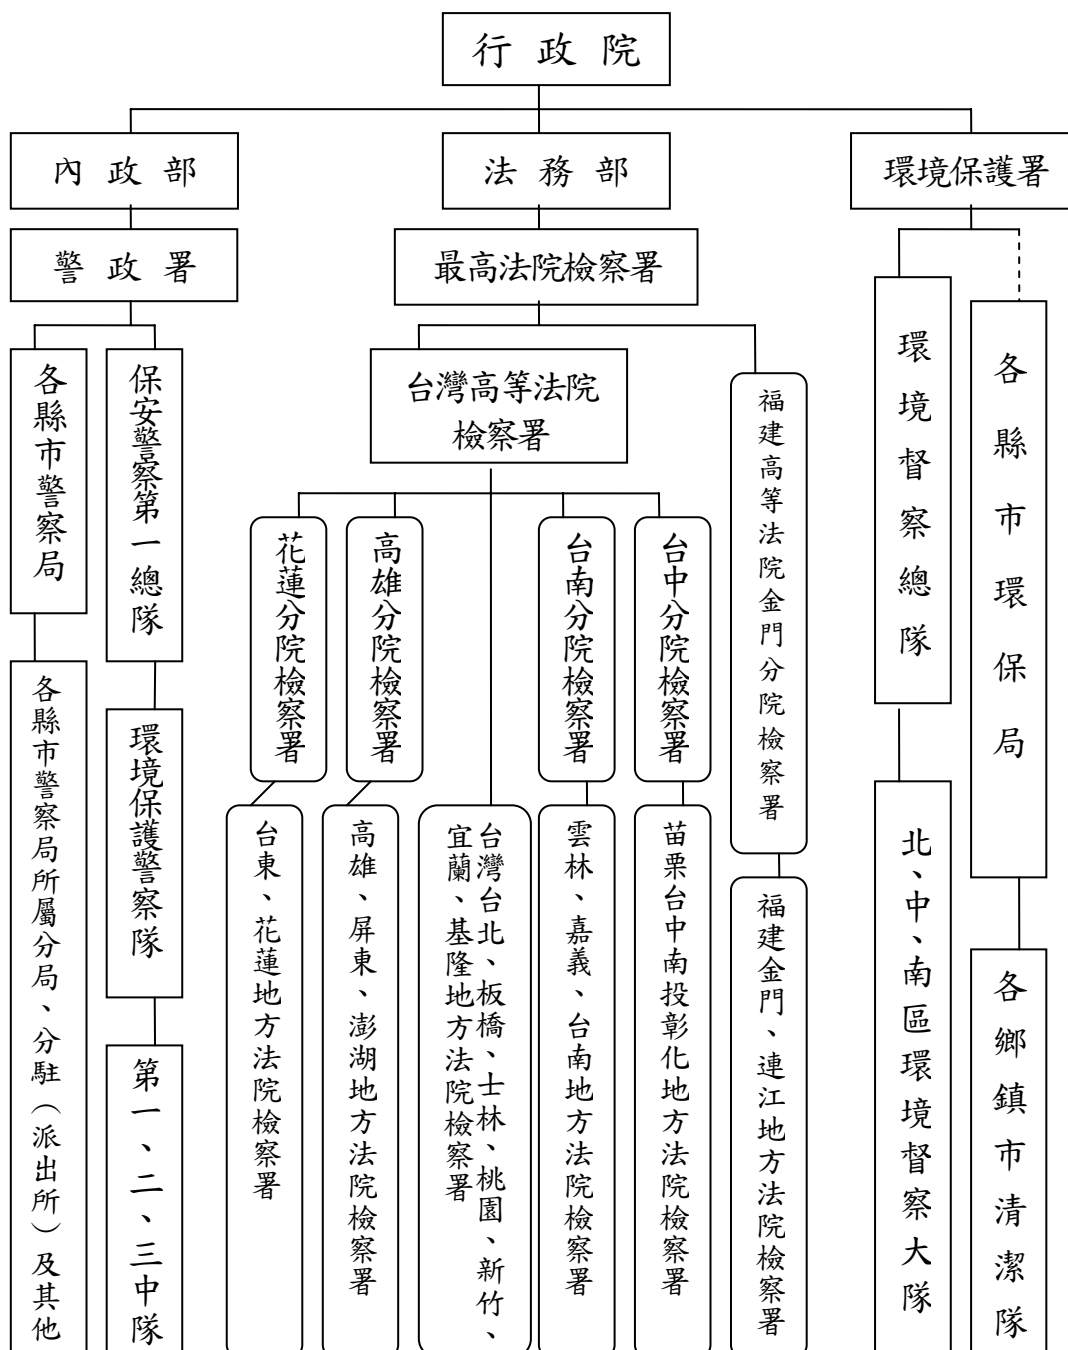 行政院
內政部
法務部
環境保護署
警政署
最高法院檢察署
各縣市警察局
保安警察第一總隊
台灣高等法院
檢察署
福建高等法院金門分院檢察署
環境督察總隊
各縣市環保局
花蓮分院檢察署
高雄分院檢察署
台南分院檢察署
台中分院檢察署
各縣市警察局所屬分局、分駐（派出所）及其他
環境保護警察隊
第一、二、三中隊
台東、花蓮地方法院檢察署
高雄、屏東、澎湖地方法院檢察署
台灣台北、板橋、士林、桃園、新竹、
宜蘭、基隆地方法院檢察署
雲林、嘉義、台南地方法院檢察署
苗栗台中南投彰化地方法院檢察署
福建金門、連江地方法院檢察署
北、中、南區環境督察大隊
各鄉鎮市清潔隊